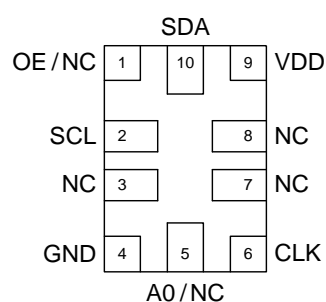 SDA
OE/NC 1 10 9 VDD
SCL 2 8 NC
NC 3 7 NC
GND 4 5 6 CLK
A0/NC